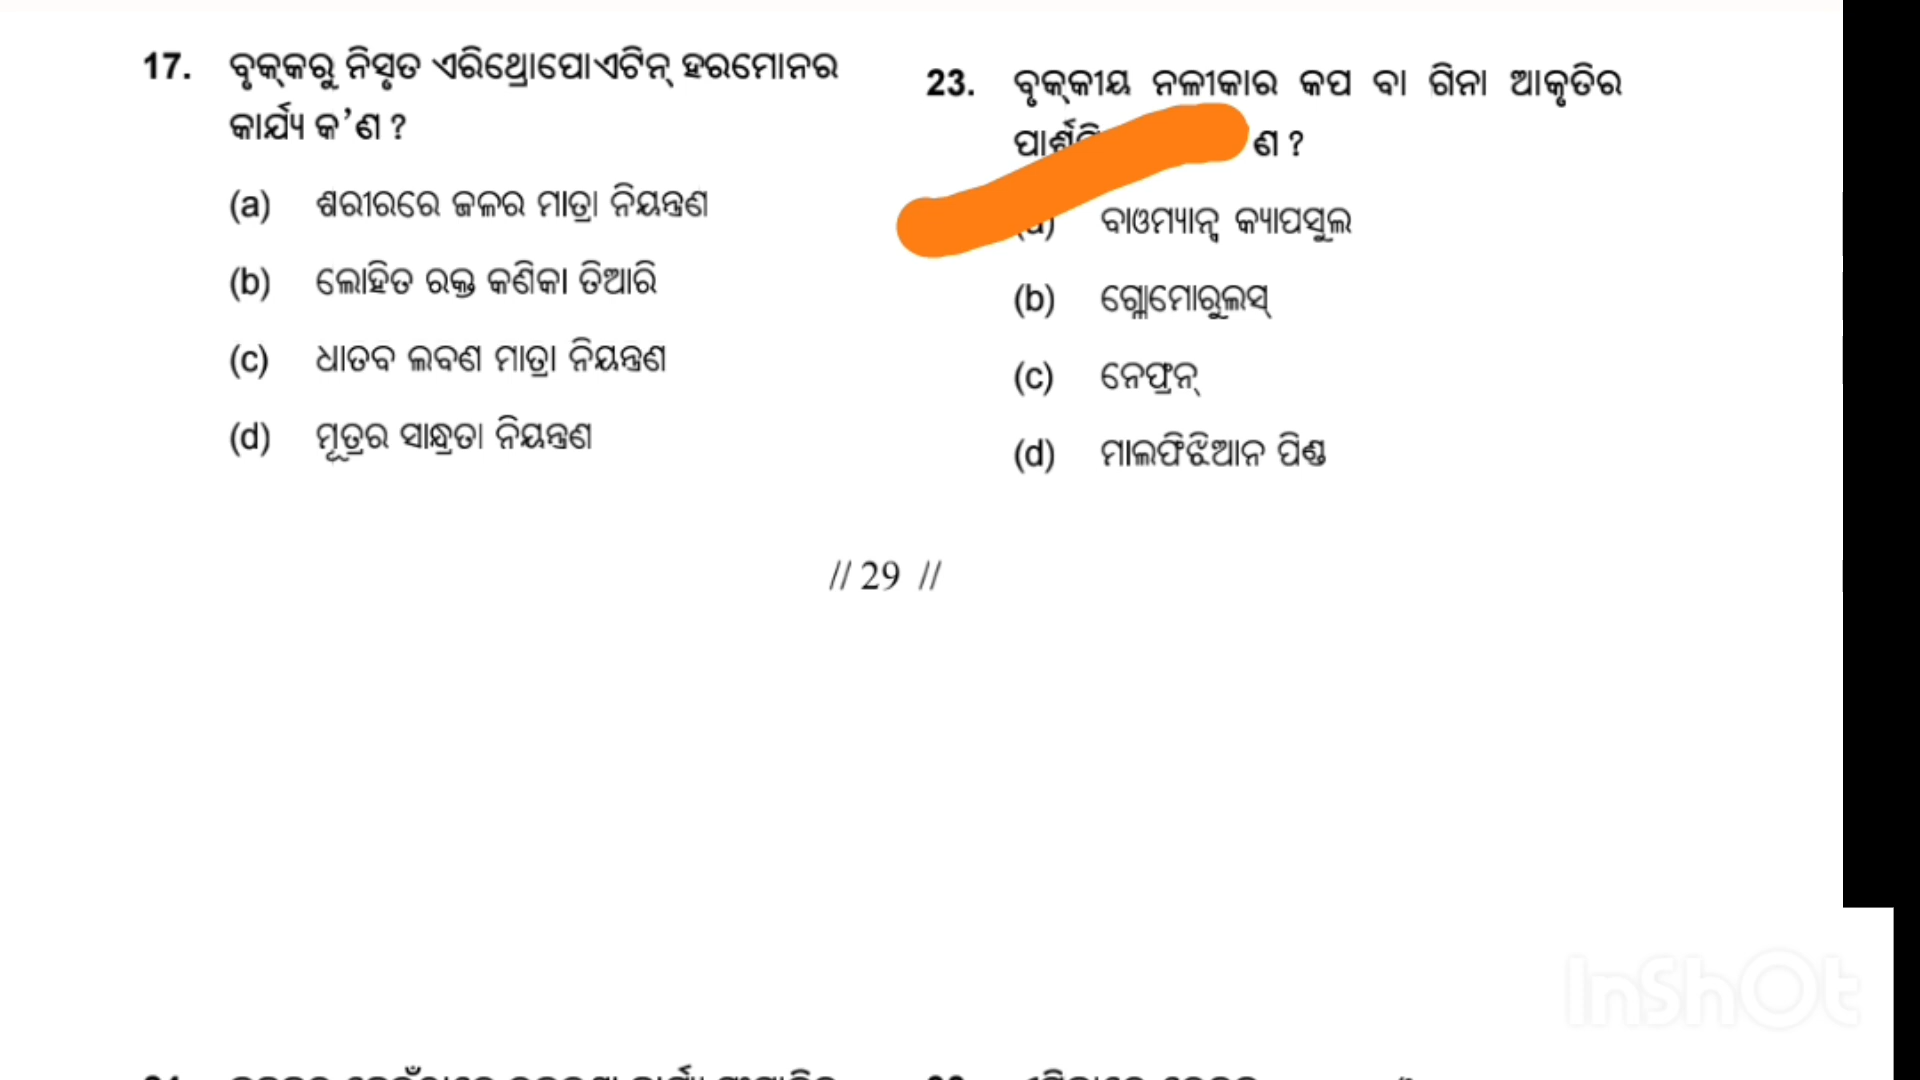 17. ବୃକ୍‌କରୁ ନିସୃତ ଏରିଥ୍ରୋପୋଏଟିନ୍ ହରମୋନର
କାର୍ଯ୍ୟ କ'ଣ ?
(a) ଶରୀରରେ ଜଳର ମାତ୍ରା ନିୟନ୍ତ୍ରଣ
(b) ଲୋହିତ ରକ୍ତ କଣିକା ତିଆରି
(c) ଧାତବ ଲବଣ ମାତ୍ରା ନିୟନ୍ତ୍ରଣ
(d) ମୂତ୍ରର ସାନ୍ଦ୍ରତା ନିୟନ୍ତ୍ରଣ
23. ବୃକ୍‌କୀୟ ନଳୀକାର କପ ବା ଗିନା ଆକୃତିର
ଣ ?
ବାଓମ୍ୟାନ୍ସ କ୍ୟାପସୁଲ
(b) ଗ୍ଲୋମୋରୁଲସ୍
(c) ନେଫ୍ରନ୍
(d) ମାଲଫିଝିଆନ ପିଣ୍ଡ
// 29 //
InShOt